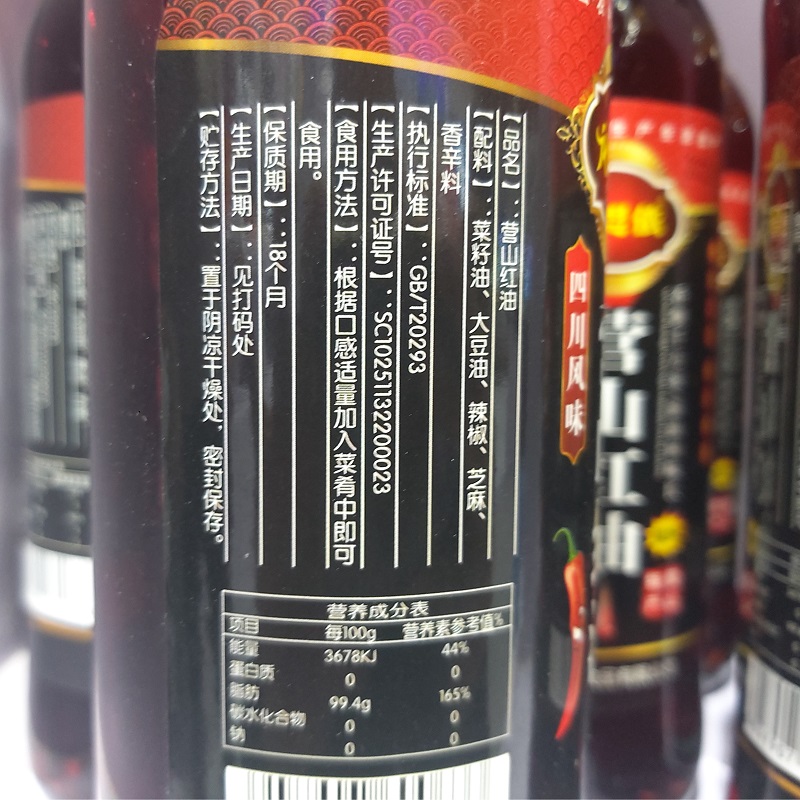 【品名】：营山红油
【配料】：菜籽油、大豆油、辣椒、芝麻、
香辛料
【执行标准】：GB/T20293
【生产许可证号】：SC10251132200023
【食用方法】：根据口感适量加入菜肴中即可
食用。
【保质期】：18个月
【生产日期】：见打码处
【贮存方法】：置于阴凉干燥处，密封保存。
四川风味
营养成分表
项目 每100g 营养素参考值%
能量 3678KJ 44%
蛋白质 0 0
脂肪 99.4g 165%
碳水化合物 0 0
钠 0 0
营山红油